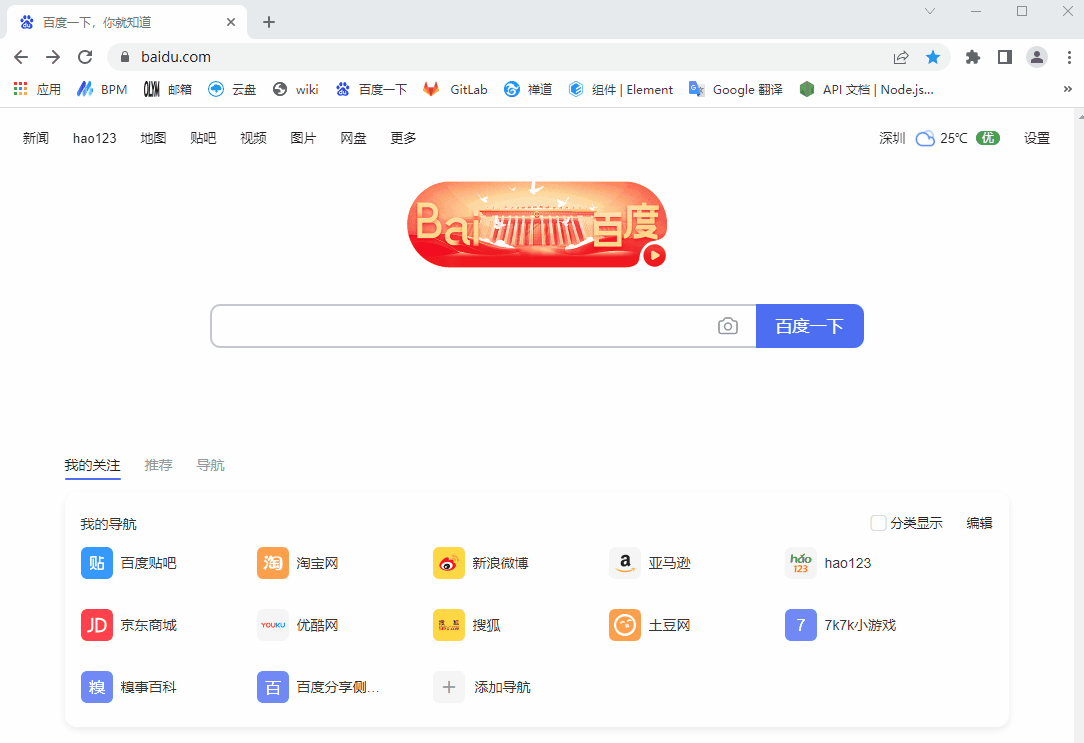 百度一下，你就知道
baidu.com
应用 BPM OLYM 邮箱 云盘 wiki 百度一下 GitLab 禅道 组件 | Element Google 翻译 API 文档 | Node.js... »
新闻 hao123 地图 贴吧 视频 图片 网盘 更多 深圳 25℃ 优 设置
Bai 百度
百度一下
我的关注 推荐 导航
我的导航 分类显示 编辑
贴 百度贴吧 淘 淘宝网 新浪微博 a 亚马逊 hao123 hao123
JD 京东商城 YOUKU 优酷网 搜狐 土豆网 7 7k7k小游戏
糗 糗事百科 百 百度分享侧... 添加导航